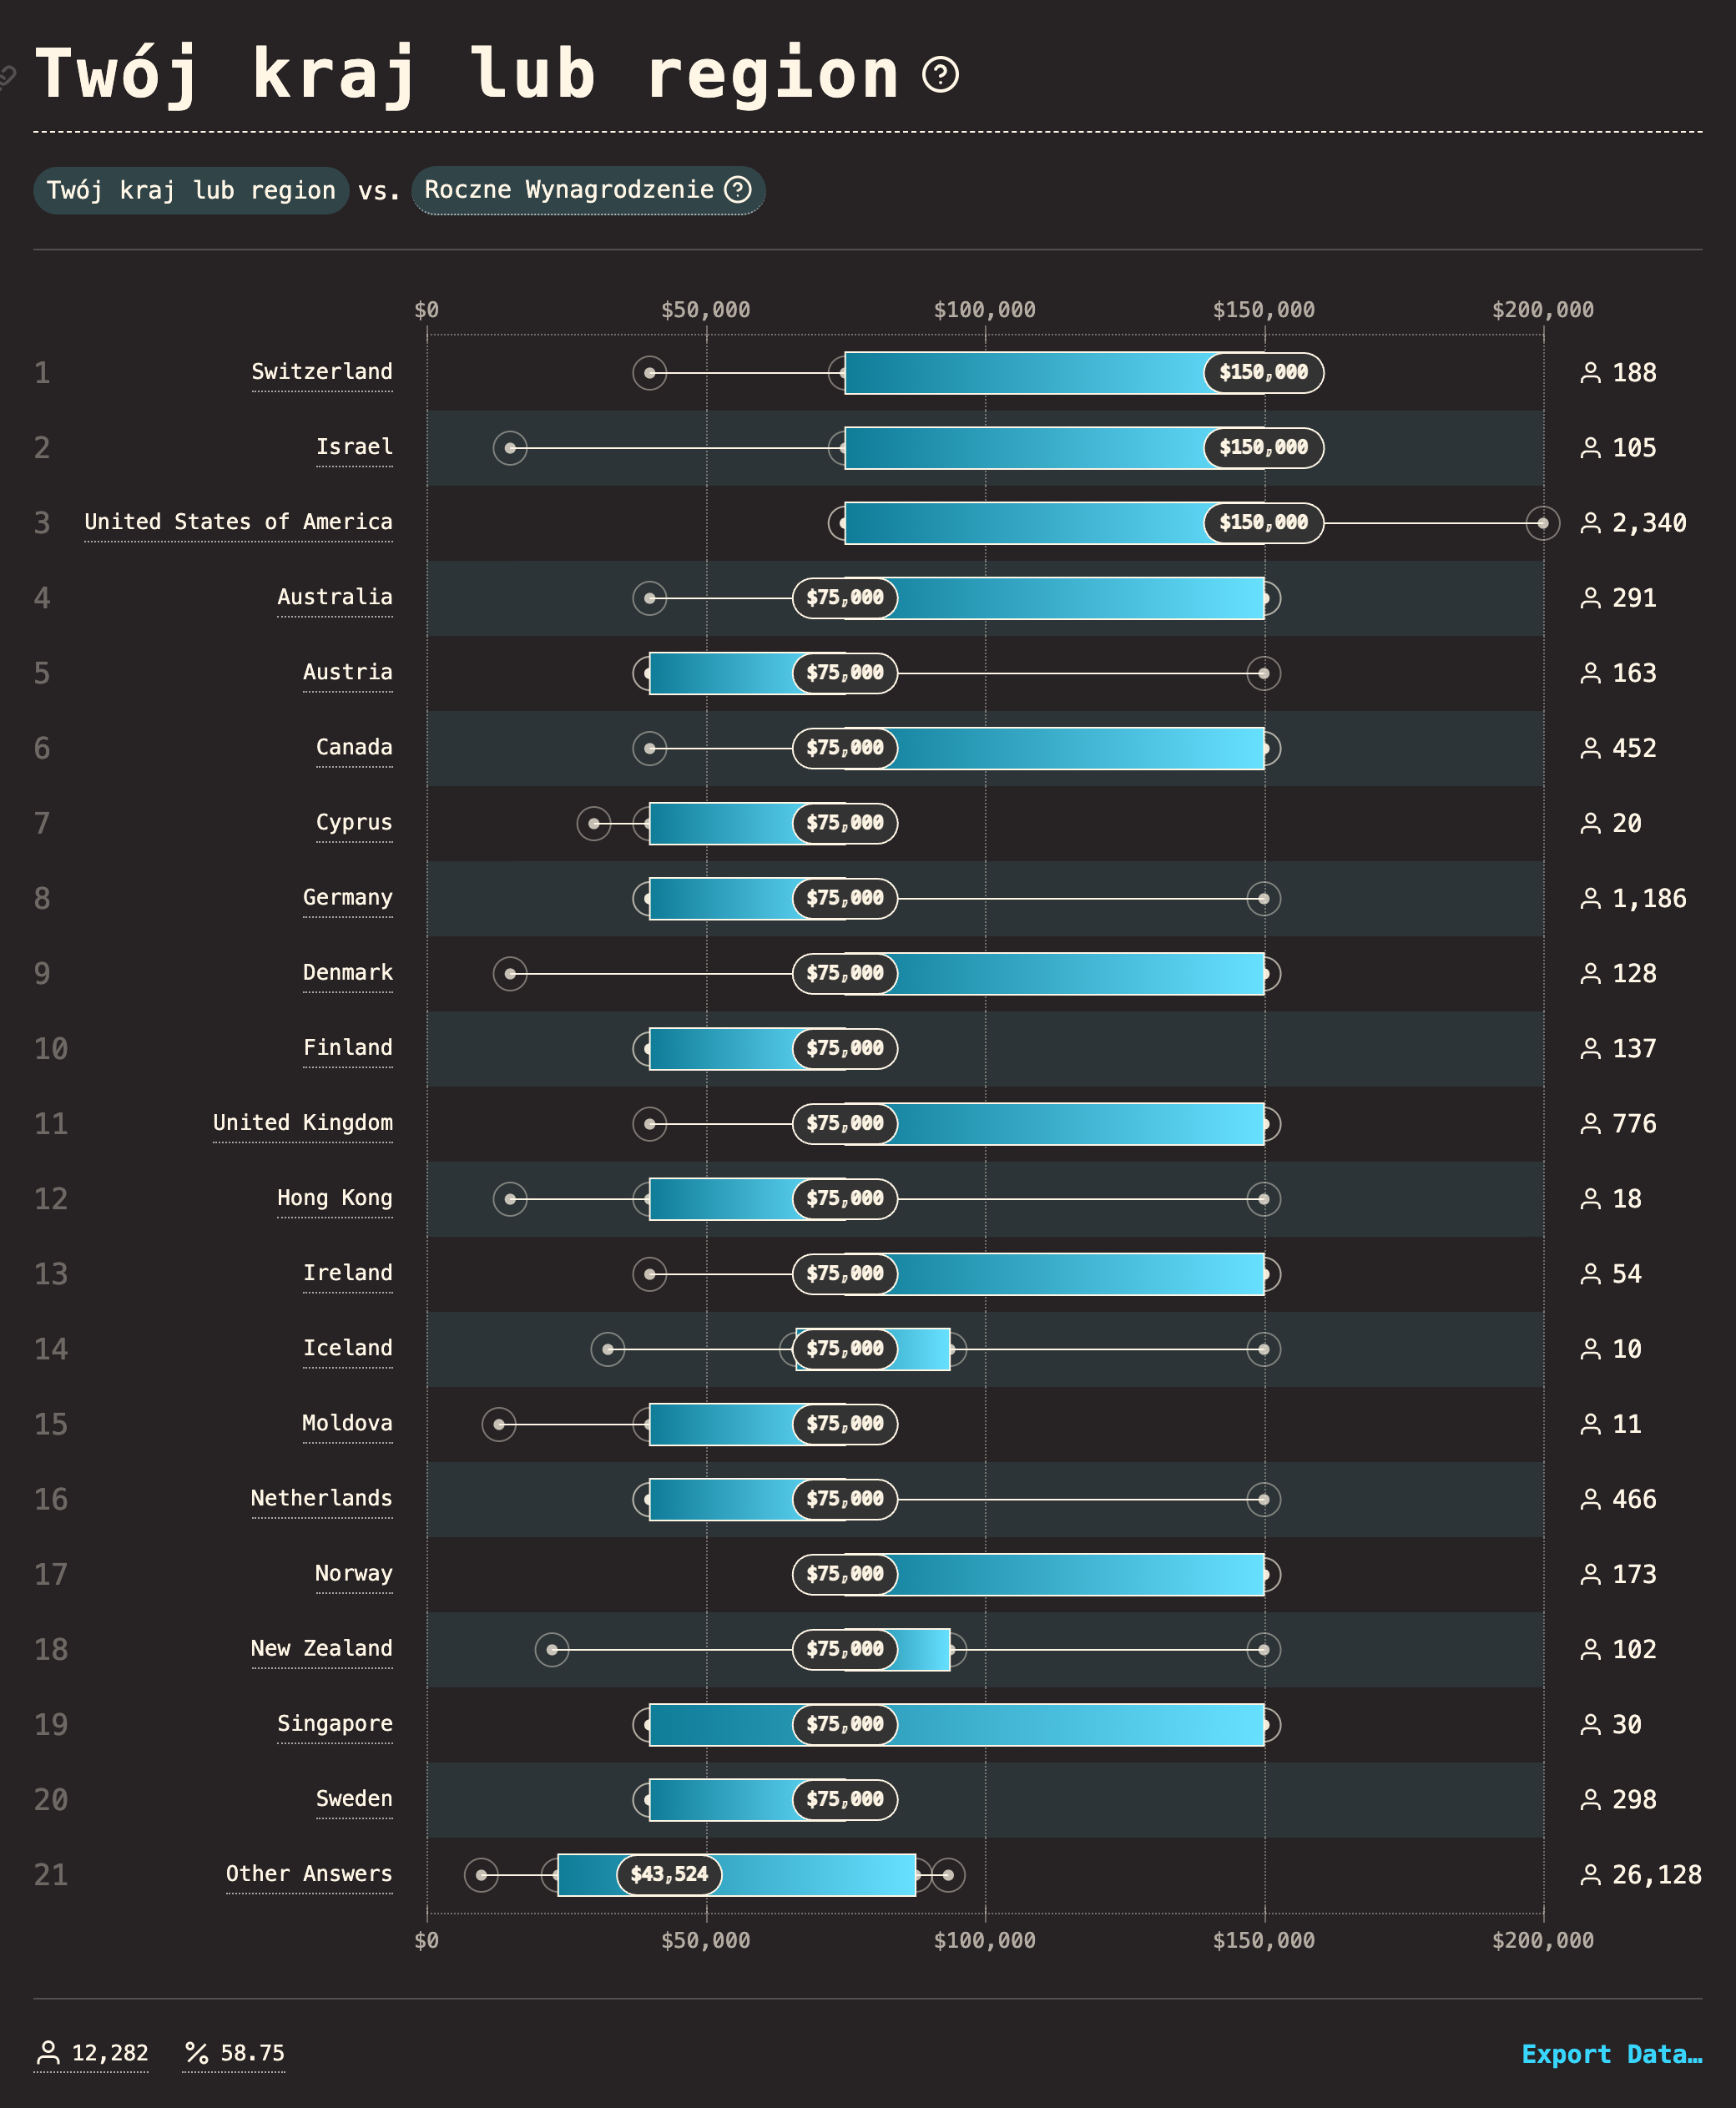 Twój kraj lub region
Twój kraj lub region vs. Roczne Wynagrodzenie
$0 $50,000 $100,000 $150,000 $200,000
1 Switzerland $150,000 188
2 Israel $150,000 105
3 United States of America $150,000 2,340
4 Australia $75,000 291
5 Austria $75,000 163
6 Canada $75,000 452
7 Cyprus $75,000 20
8 Germany $75,000 1,186
9 Denmark $75,000 128
10 Finland $75,000 137
11 United Kingdom $75,000 776
12 Hong Kong $75,000 18
13 Ireland $75,000 54
14 Iceland $75,000 10
15 Moldova $75,000 11
16 Netherlands $75,000 466
17 Norway $75,000 173
18 New Zealand $75,000 102
19 Singapore $75,000 30
20 Sweden $75,000 298
21 Other Answers $43,524 26,128
$0 $50,000 $100,000 $150,000 $200,000
12,282 % 58.75 Export Data…